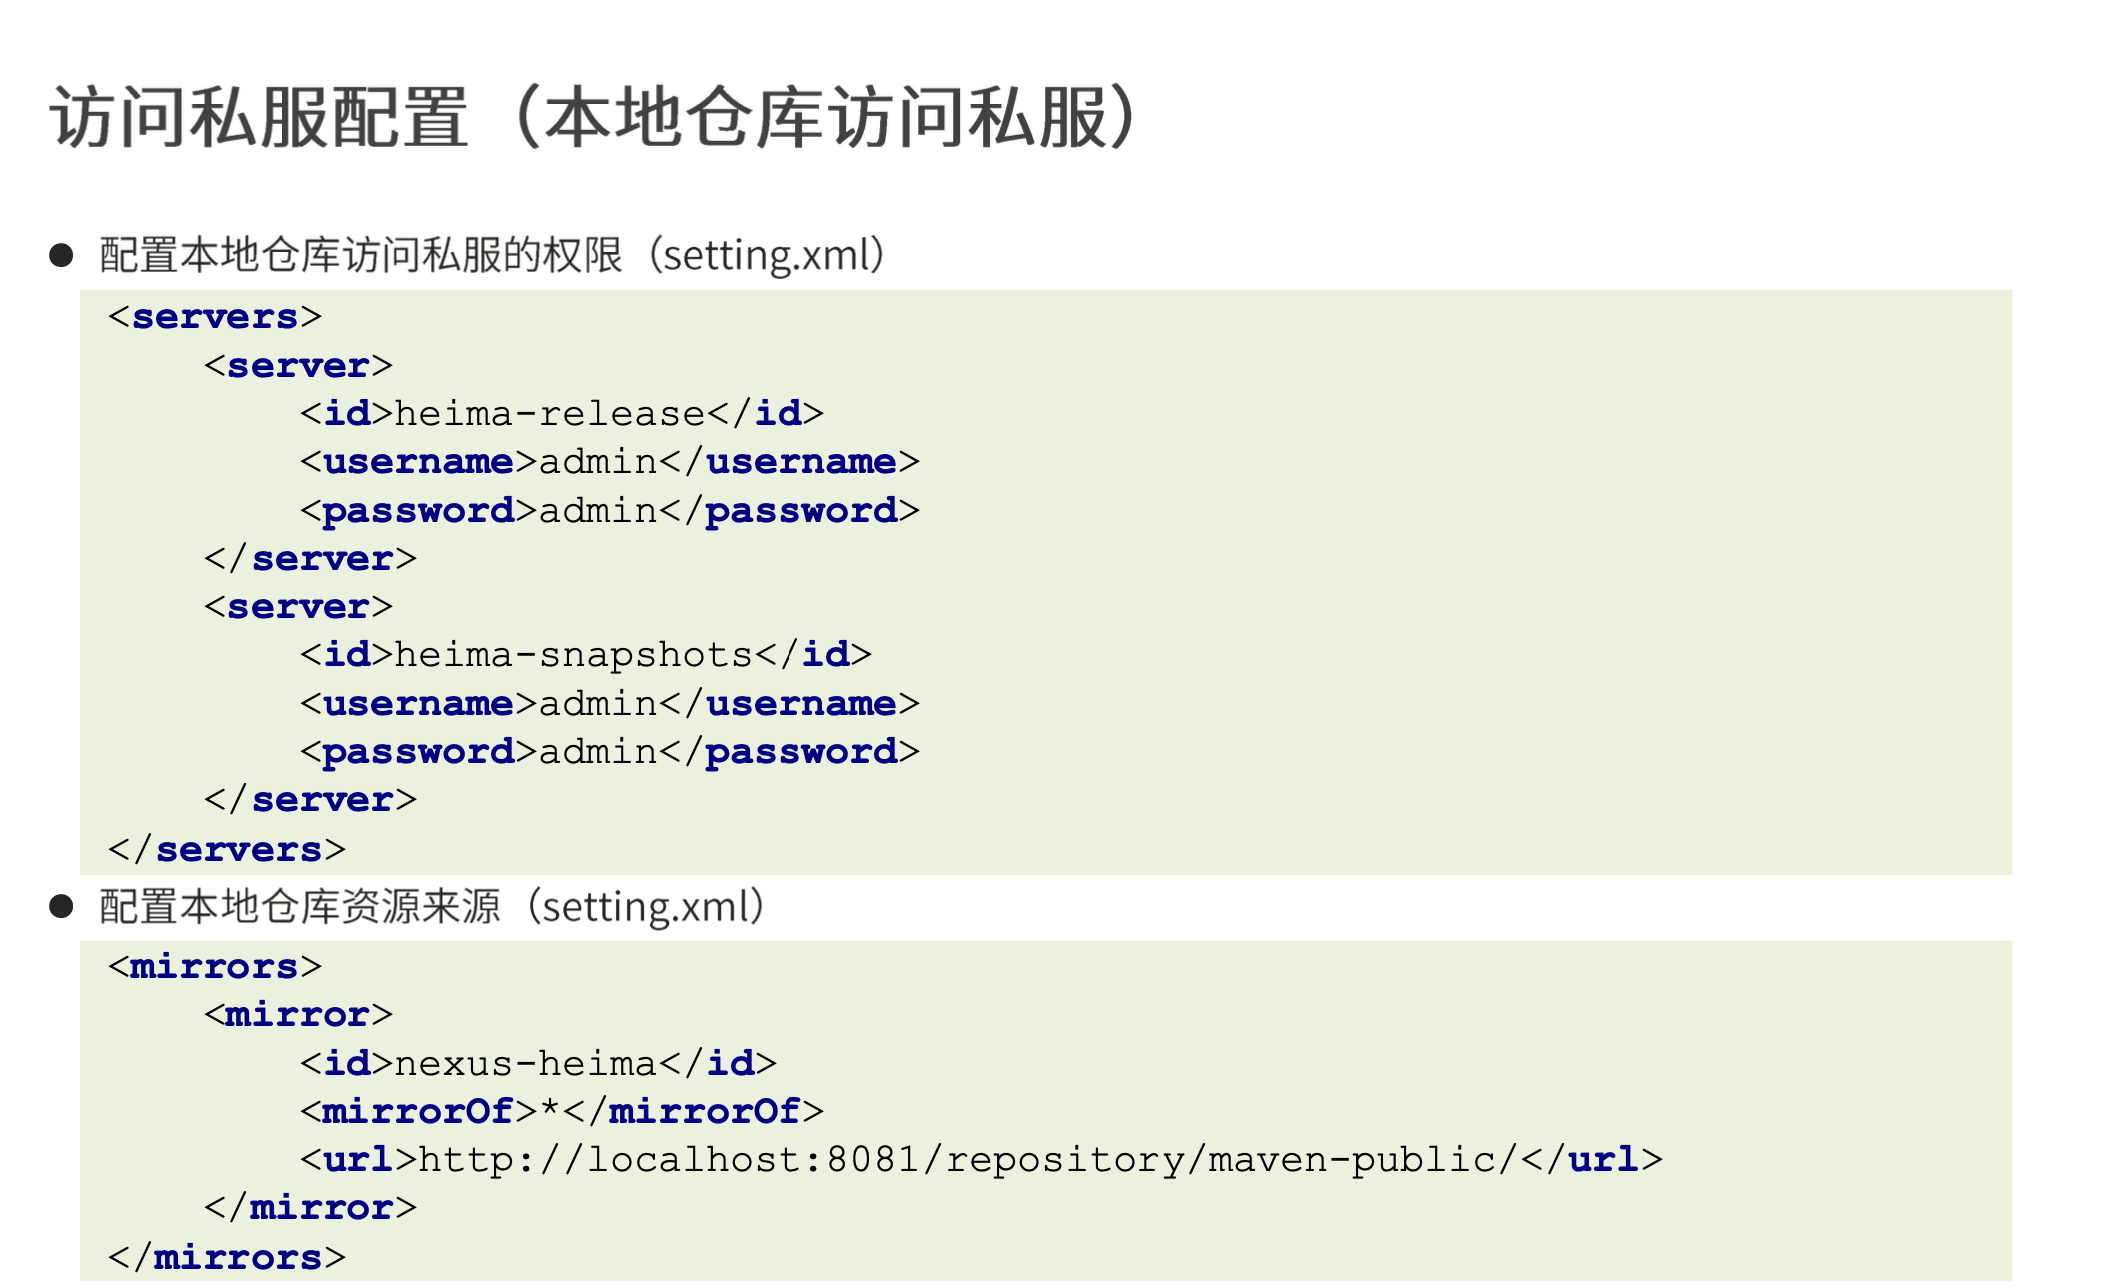 访问私服配置（本地仓库访问私服）
● 配置本地仓库访问私服的权限（setting.xml）
<servers>
    <server>
        <id>heima-release</id>
        <username>admin</username>
        <password>admin</password>
    </server>
    <server>
        <id>heima-snapshots</id>
        <username>admin</username>
        <password>admin</password>
    </server>
</servers>
● 配置本地仓库资源来源（setting.xml）
<mirrors>
    <mirror>
        <id>nexus-heima</id>
        <mirrorOf>*</mirrorOf>
        <url>http://localhost:8081/repository/maven-public/</url>
    </mirror>
</mirrors>